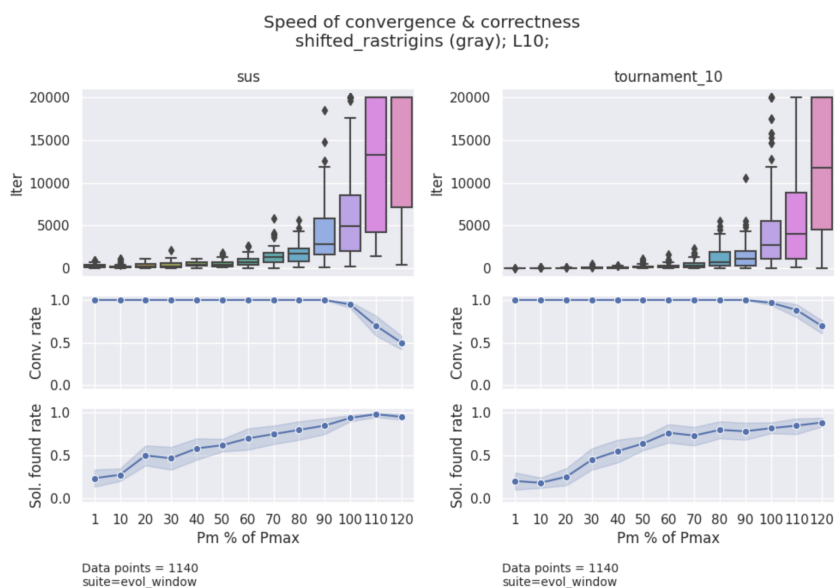 Speed of convergence & correctness
shifted_rastrigins (gray); L10;
sus
tournament_10
20000
15000
10000
5000
0
Iter
20000
15000
10000
5000
0
Iter
1.0
0.5
0.0
Conv. rate
1.0
0.5
0.0
Conv. rate
1.0
0.5
0.0
Sol. found rate
1.0
0.5
0.0
Sol. found rate
1 10 20 30 40 50 60 70 80 90 100 110 120
Pm % of Pmax
1 10 20 30 40 50 60 70 80 90 100 110 120
Pm % of Pmax
Data points = 1140
suite=evol_window
Data points = 1140
suite=evol_window